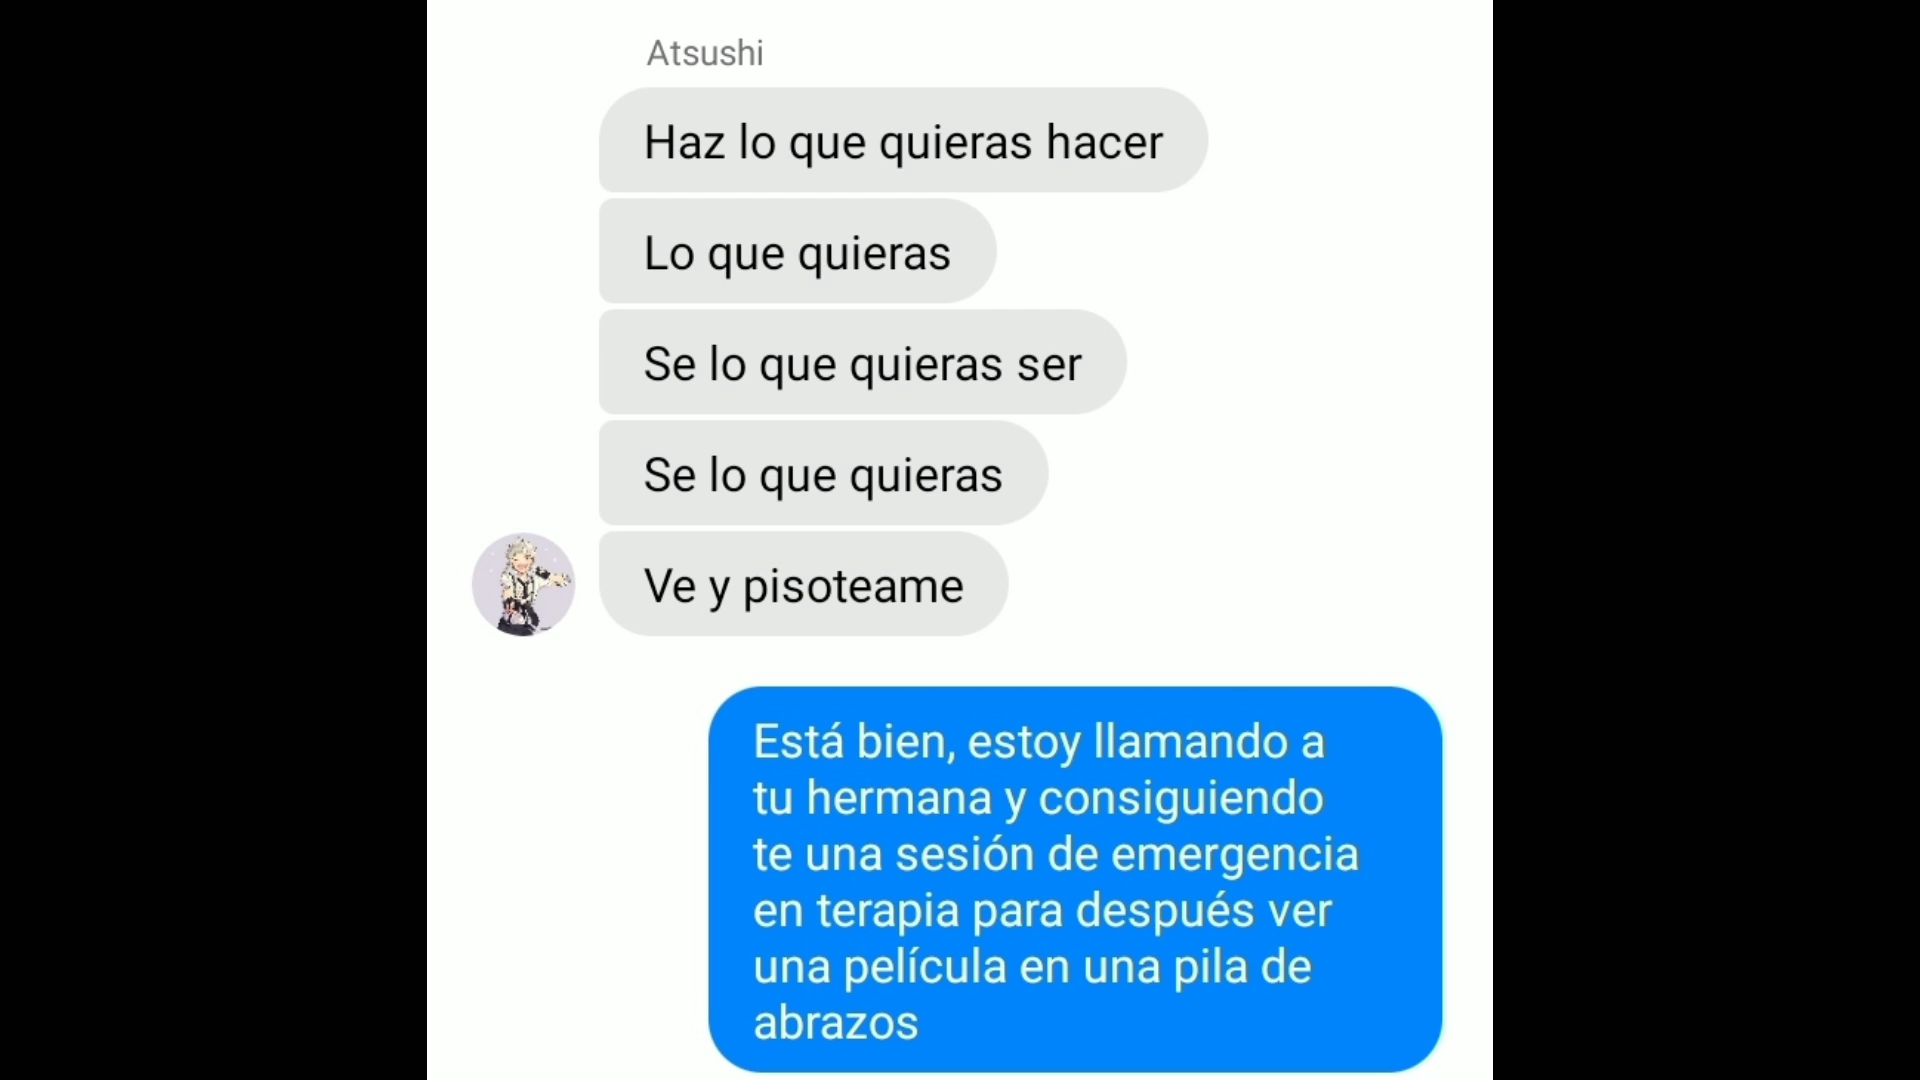 Atsushi
Haz lo que quieras hacer
Lo que quieras
Se lo que quieras ser
Se lo que quieras
Ve y pisoteame
Está bien, estoy llamando a
tu hermana y consiguiendo
te una sesión de emergencia
en terapia para después ver
una película en una pila de
abrazos